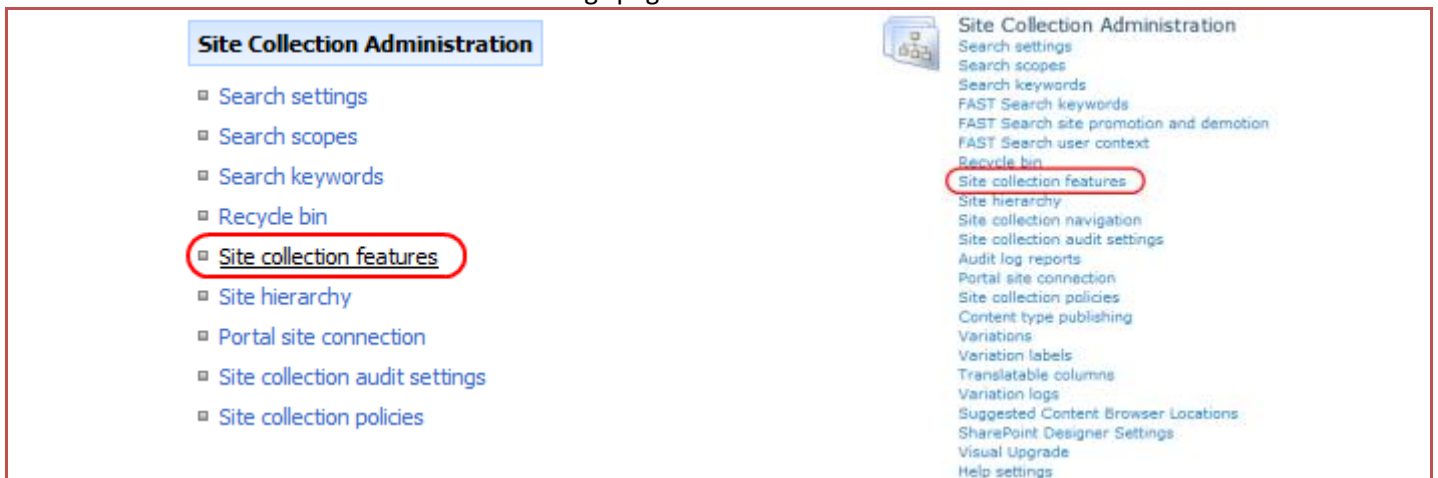 Site Collection Administration
Search settings
Search scopes
Search keywords
Recycle bin
Site collection features
Site hierarchy
Portal site connection
Site collection audit settings
Site collection policies
Site Collection Administration
Search settings
Search scopes
Search keywords
FAST Search keywords
FAST Search site promotion and demotion
FAST Search user context
Recycle bin
Site collection features
Site hierarchy
Site collection navigation
Site collection audit settings
Audit log reports
Portal site connection
Site collection policies
Content type publishing
Variations
Variation labels
Translatable columns
Variation logs
Suggested Content Browser Locations
SharePoint Designer Settings
Visual Upgrade
Help settings